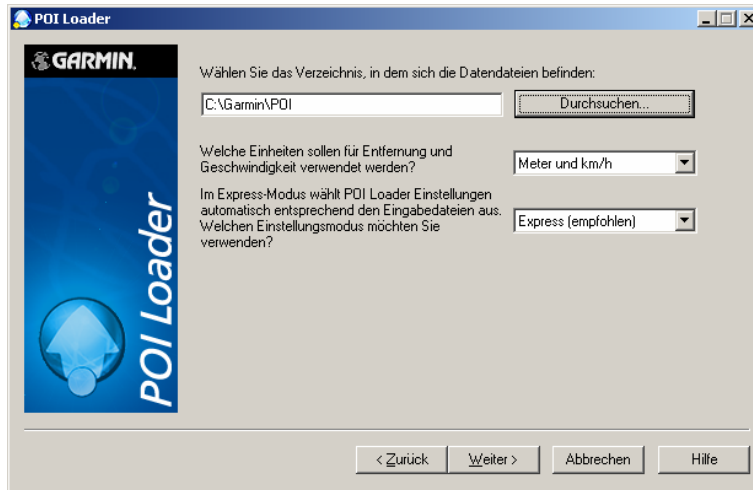 POI Loader
GARMIN.
POI Loader
Wählen Sie das Verzeichnis, in dem sich die Datendateien befinden:
C:\Garmin\POI
Durchsuchen...
Welche Einheiten sollen für Entfernung und
Geschwindigkeit verwendet werden?
Meter und km/h
Im Express-Modus wählt POI Loader Einstellungen
automatisch entsprechend den Eingabedateien aus.
Welchen Einstellungsmodus möchten Sie
verwenden?
Express (empfohlen)
< Zurück
Weiter >
Abbrechen
Hilfe